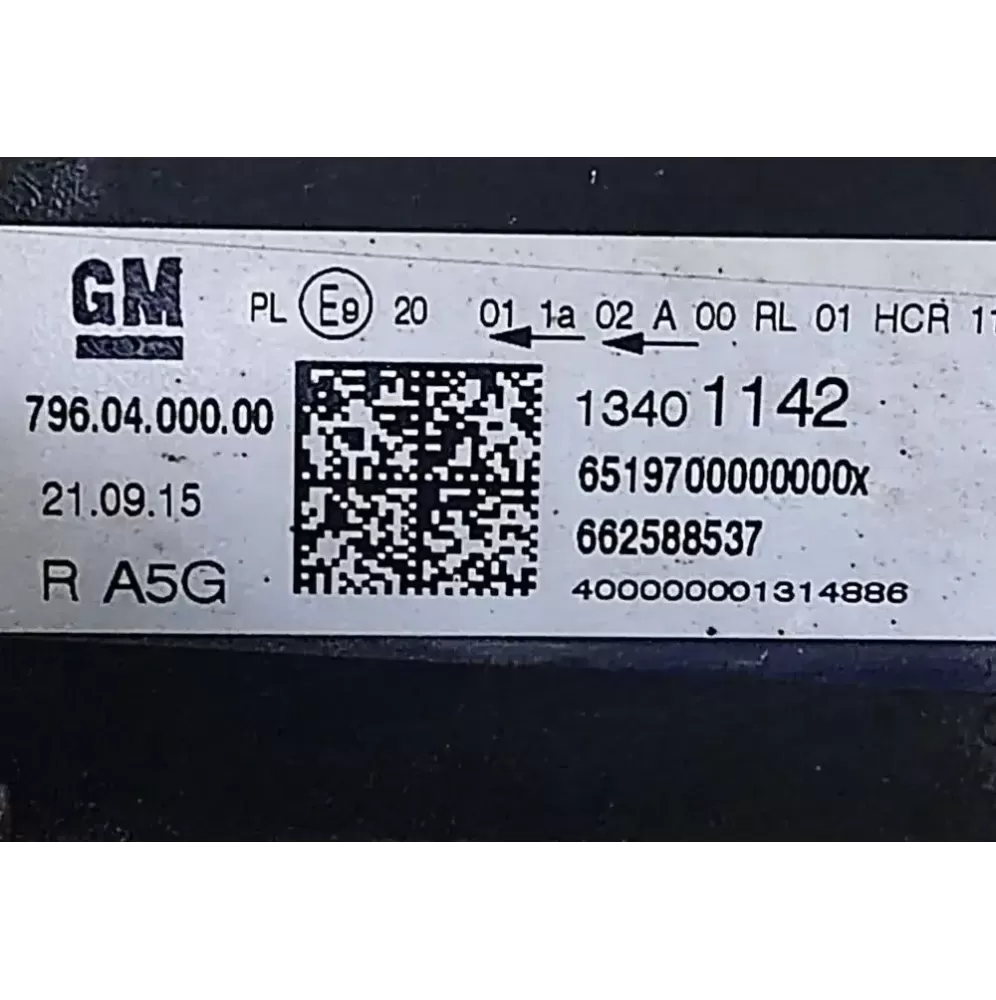 GM
PL E9 20 01 1a 02 A 00 RL 01 HCR
796.04.000.00
13401142
21.09.15
6519700000000x
662588537
R A5G
400000001314886